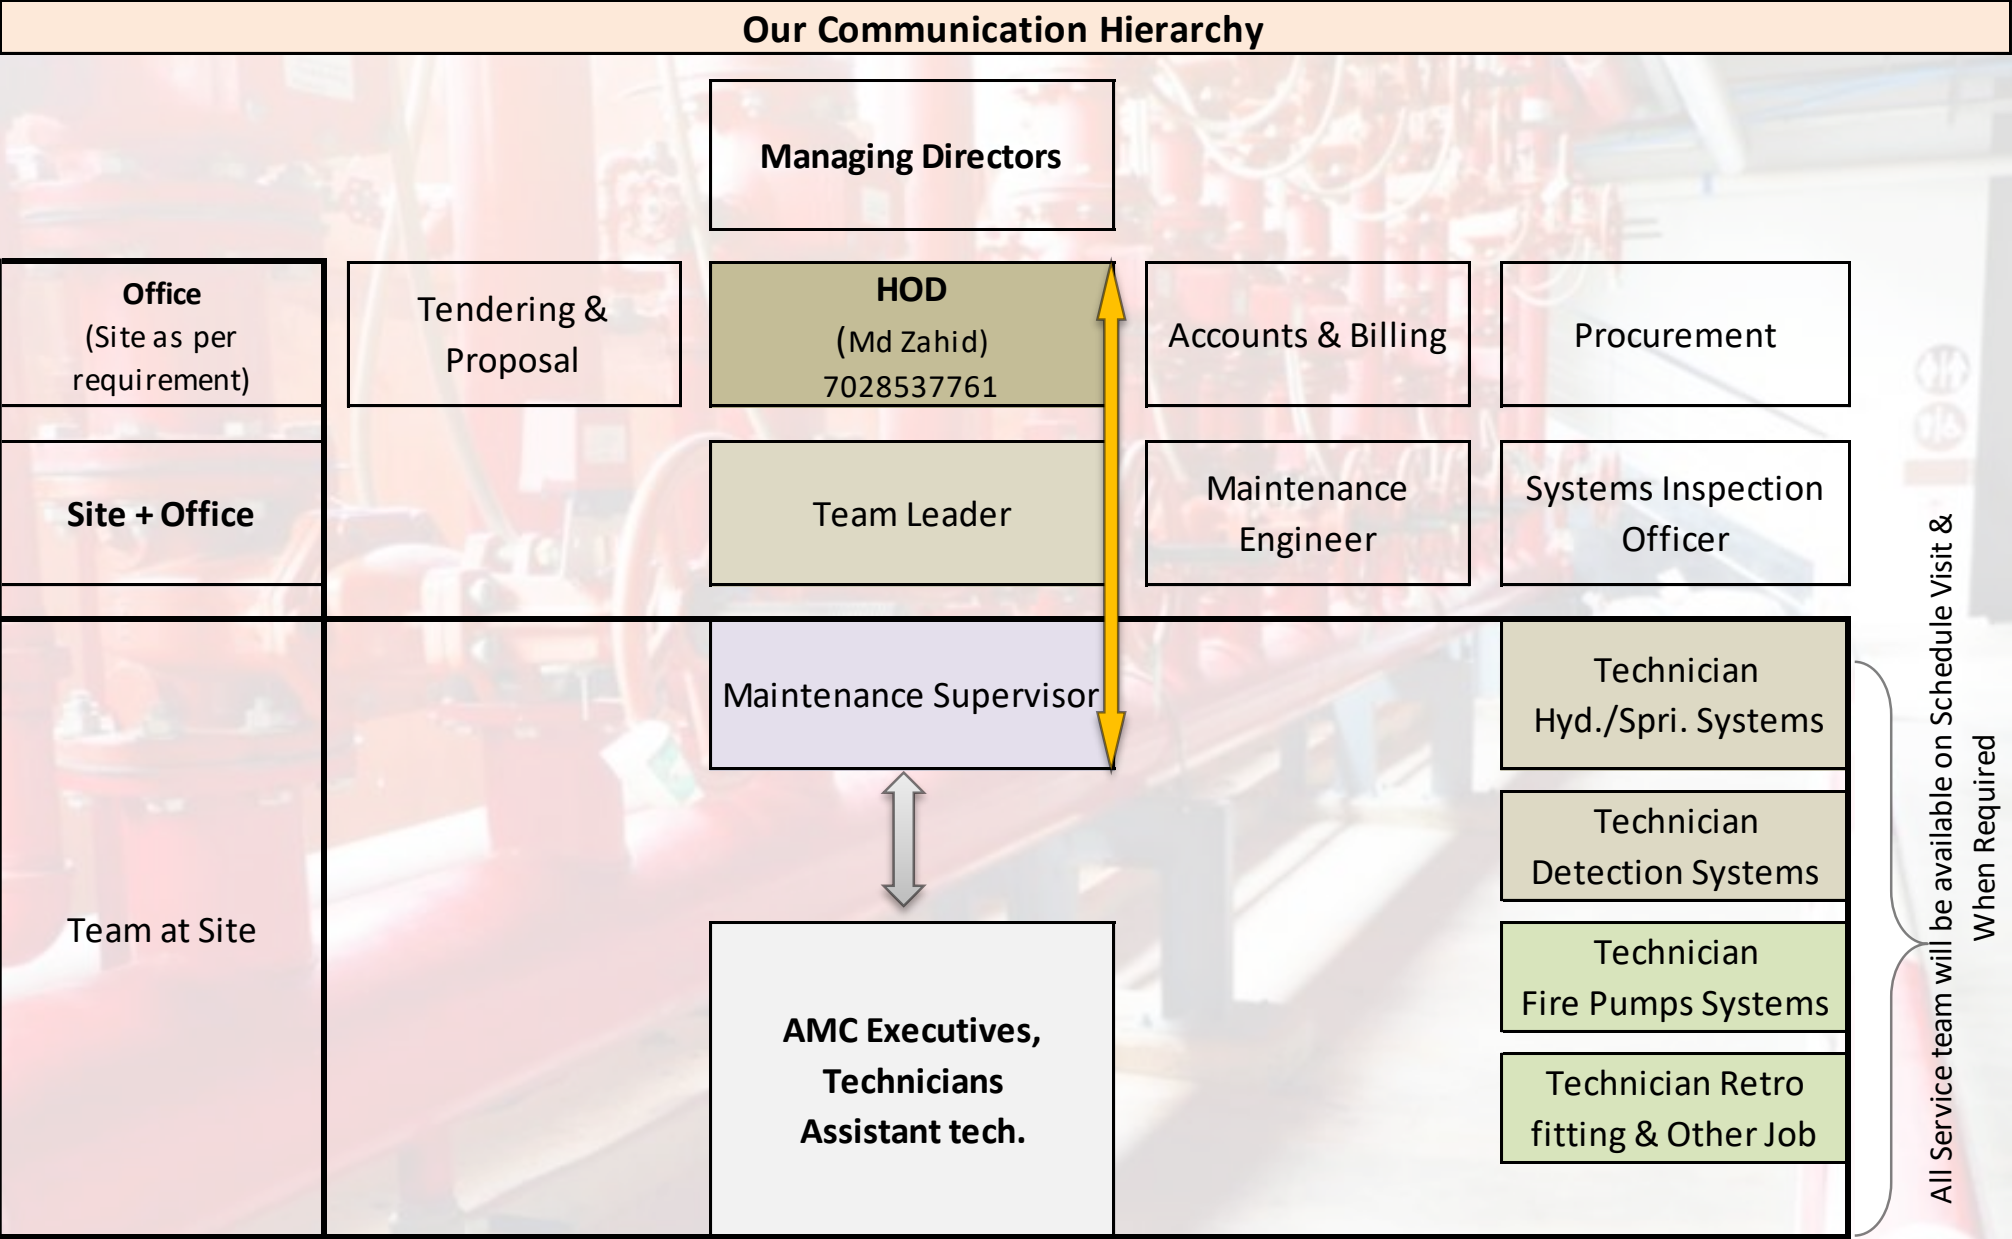 Our Communication Hierarchy
Managing Directors
Office
(Site as per
requirement)
Tendering &
Proposal
HOD
(Md Zahid)
7028537761
Accounts & Billing
Procurement
Site + Office
Team Leader
Maintenance
Engineer
Systems Inspection
Officer
Team at Site
Maintenance Supervisor
AMC Executives,
Technicians
Assistant tech.
Technician
Hyd./Spri. Systems
Technician
Detection Systems
Technician
Fire Pumps Systems
Technician Retro
fitting & Other Job
All Service team will be available on Schedule Visit &
When Required